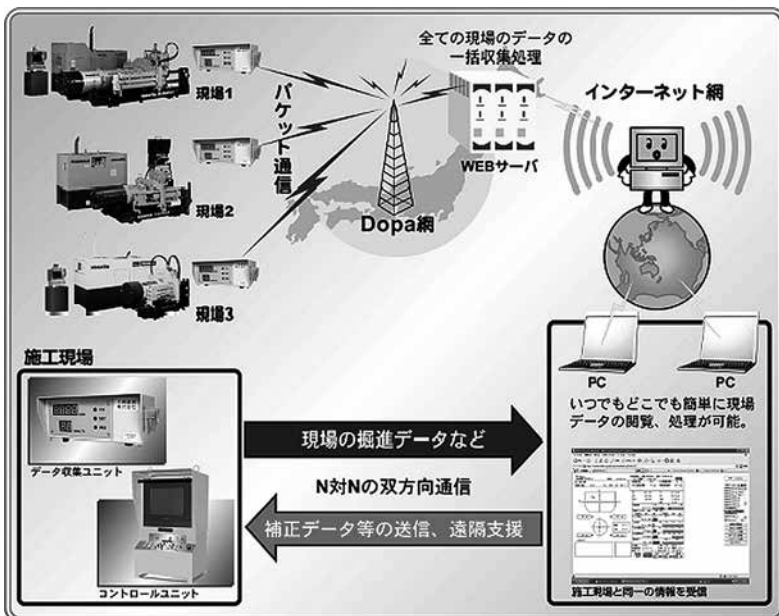 全ての現場のデータの
一括収集処理
現場1
パケット通信
インターネット網
WEBサーバ
現場2
Dopa網
現場3
施工現場
データ収集ユニット
コントロールユニット
現場の掘進データなど
N対Nの双方向通信
補正データ等の送信、遠隔支援
PC
PC
いつでもどこでも簡単に現場
データの閲覧、処理が可能。
施工現場と同一の情報を受信